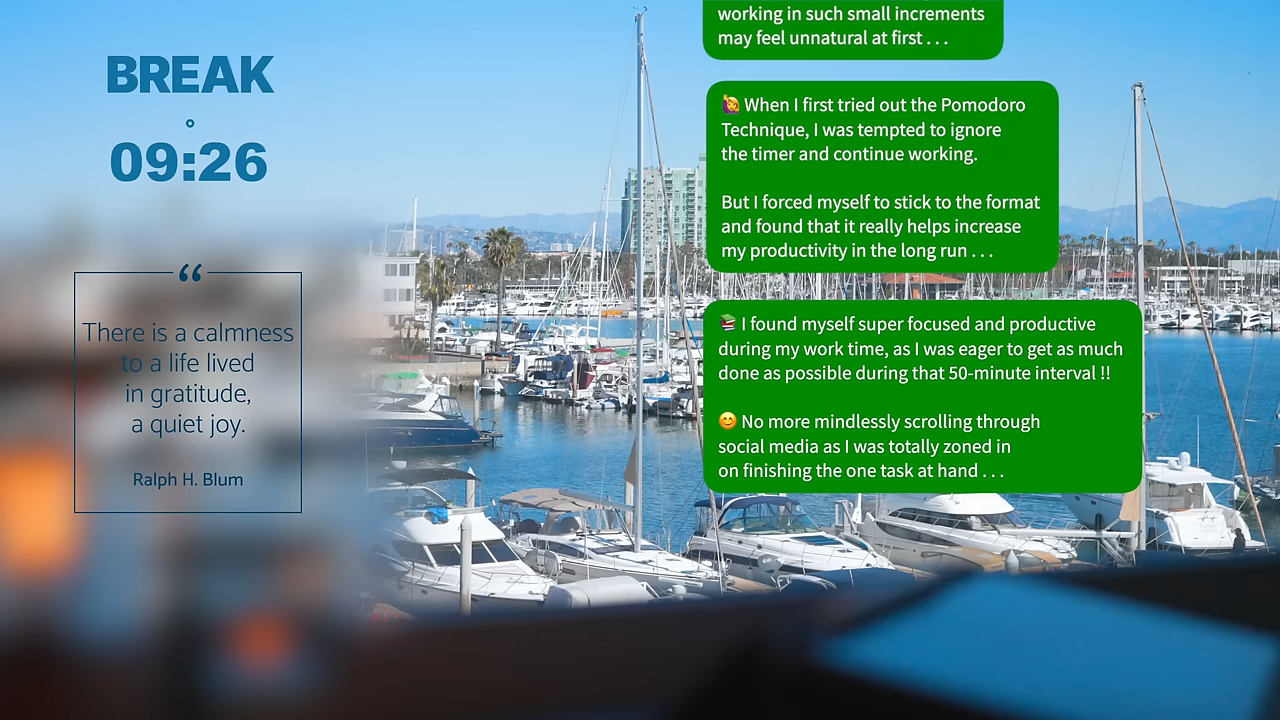 BREAK
09:26
“
There is a calmness
to a life lived
in gratitude,
a quiet joy.
Ralph H. Blum
working in such small increments
may feel unnatural at first . . .
🙋 When I first tried out the Pomodoro
Technique, I was tempted to ignore
the timer and continue working.
But I forced myself to stick to the format
and found that it really helps increase
my productivity in the long run . . .
📚 I found myself super focused and productive
during my work time, as I was eager to get as much
done as possible during that 50-minute interval !!
😊 No more mindlessly scrolling through
social media as I was totally zoned in
on finishing the one task at hand . . .